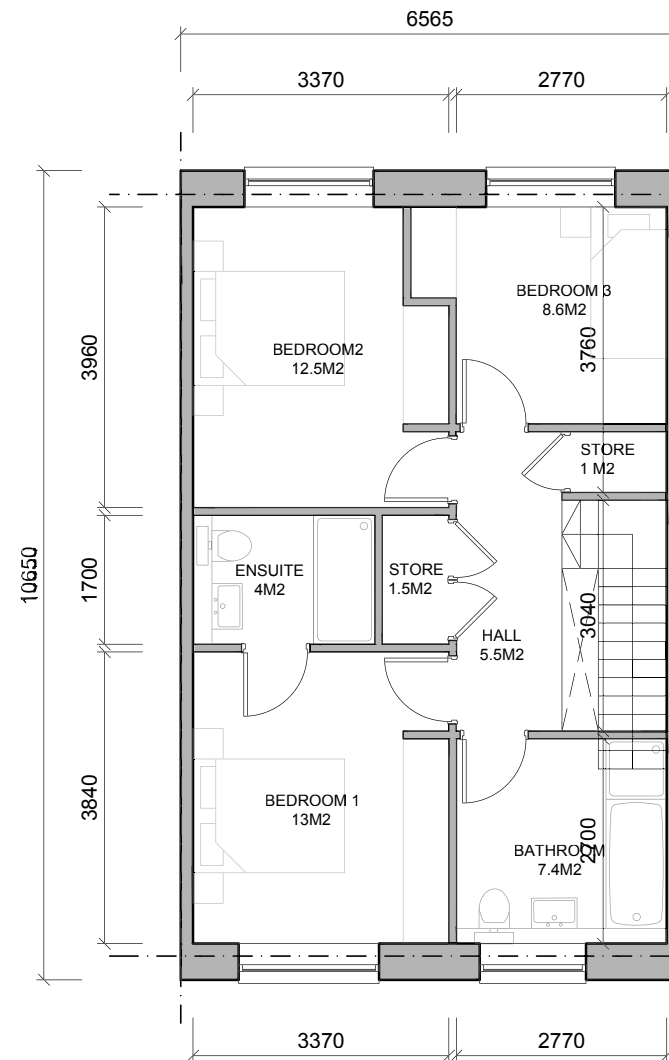 6565
3370
2770
BEDROOM 3
8.6M2
BEDROOM2
12.5M2
3960
3760
STORE
1 M2
10650
1700
ENSUITE
4M2
STORE
1.5M2
3040
HALL
5.5M2
3840
BEDROOM 1
13M2
BATHROOM
7.4M2
2700
3370
2770